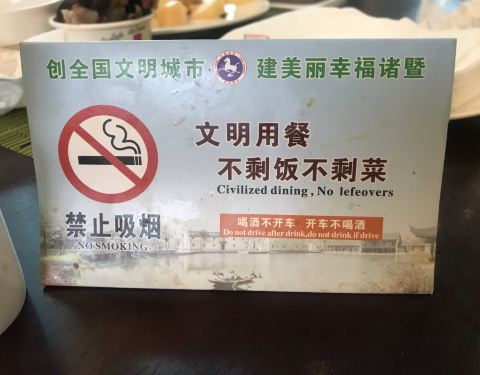 创全国文明城市 建美丽幸福诸暨
文明用餐
不剩饭不剩菜
Civilized dining, No lefeovers
禁止吸烟
NO SMOKING
喝酒不开车 开车不喝酒
Do not drive after drink,do not drink if drive